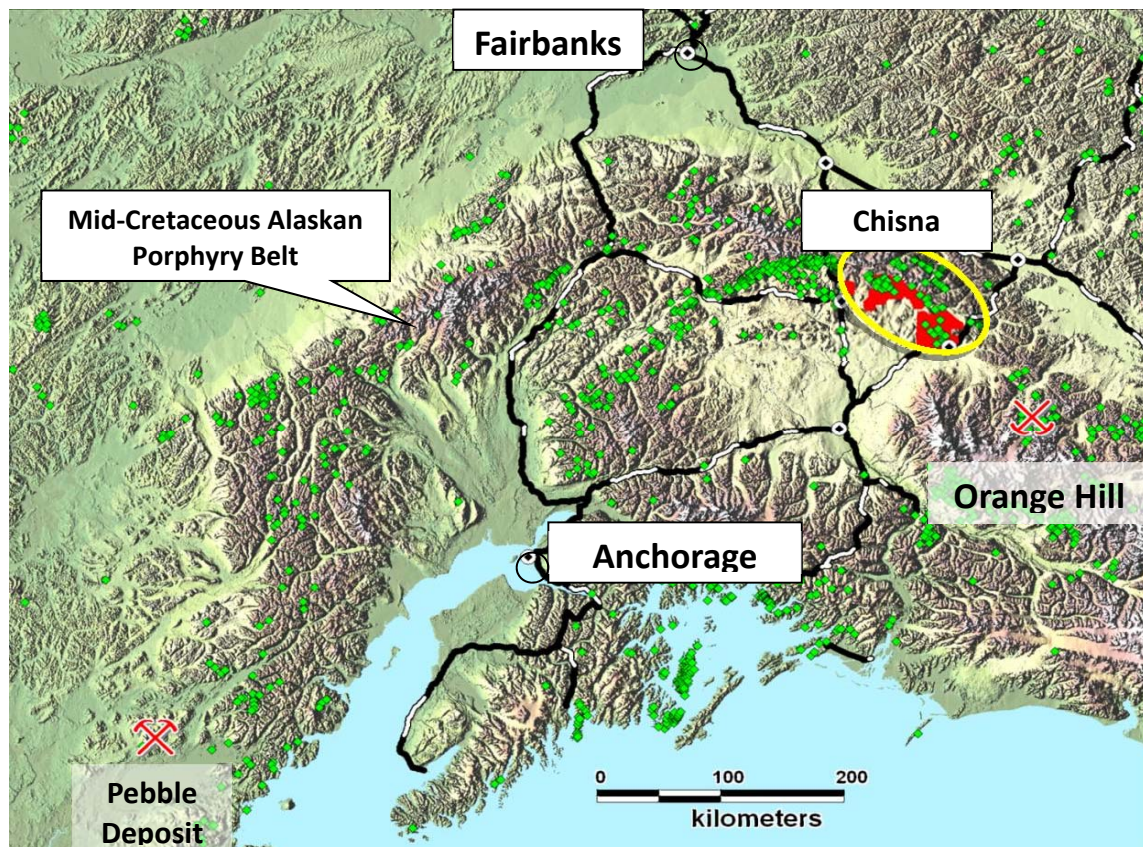 Fairbanks
Mid-Cretaceous Alaskan
Porphyry Belt
Chisna
Orange Hill
Anchorage
Pebble
Deposit
0 100 200
kilometers